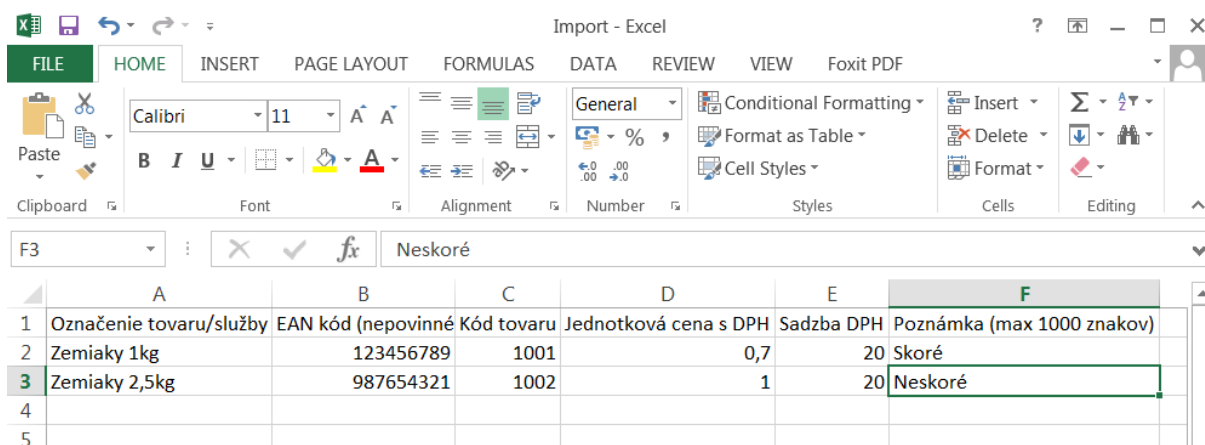 Import - Excel
FILE HOME INSERT PAGE LAYOUT FORMULAS DATA REVIEW VIEW Foxit PDF
Calibri 11 General Conditional Formatting Insert
Paste B I U % Format as Table Delete
A Cell Styles Format
Clipboard Font Alignment Number Styles Cells Editing
F3 fx Neskoré
A B C D E F
1 Označenie tovaru/služby EAN kód (nepovinné Kód tovaru Jednotková cena s DPH Sadzba DPH Poznámka (max 1000 znakov)
2 Zemiaky 1kg 123456789 1001 0,7 20 Skoré
3 Zemiaky 2,5kg 987654321 1002 1 20 Neskoré
4
5